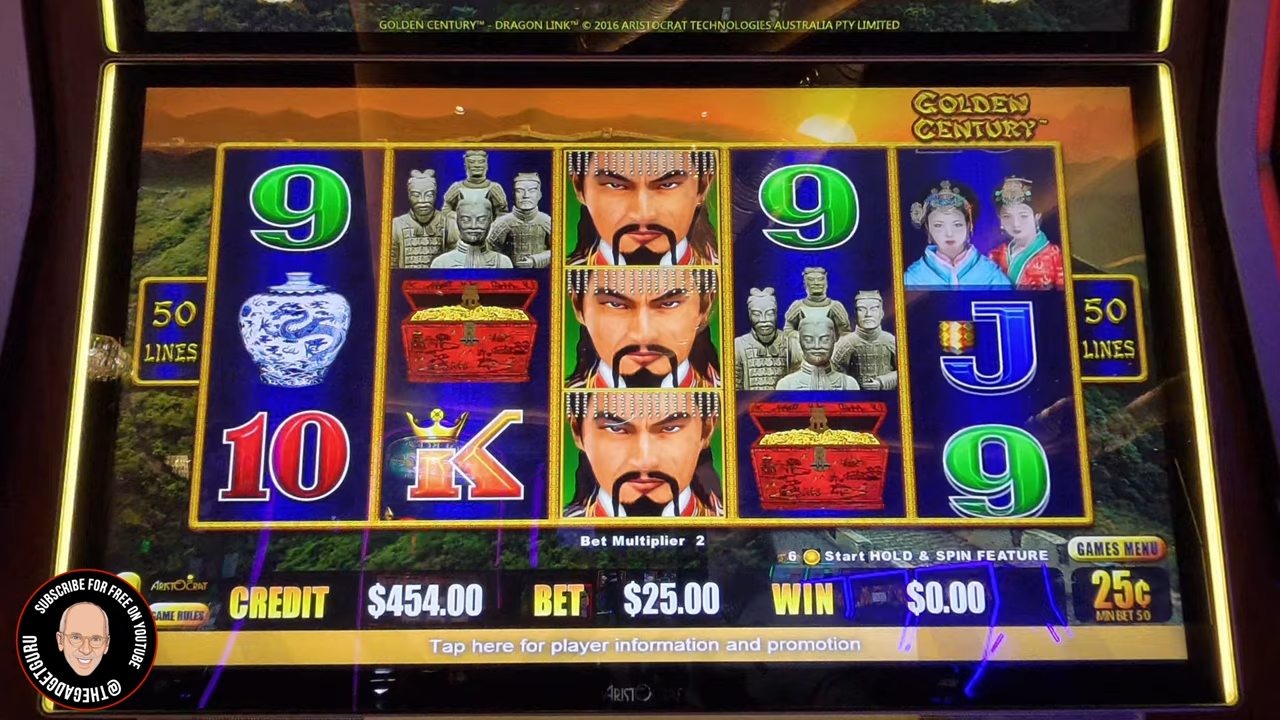 GOLDEN CENTURY™ - DRAGON LINK™ © 2016 ARISTOCRAT TECHNOLOGIES AUSTRALIA PTY LIMITED
GOLDEN
CENTURY™
9
9
50
LINES
J
50
LINES
10
K
9
Bet Multiplier 2
6 Start HOLD & SPIN FEATURE
GAMES MENU
ARISTOCRAT
GAME RULES
CREDIT $454.00 BET $25.00 WIN $0.00
25¢
MIN BET 50
Tap here for player information and promotion
ARISTOCRAT
SUBSCRIBE FOR FREE ON YOUTUBE
@THEGADGETGURU